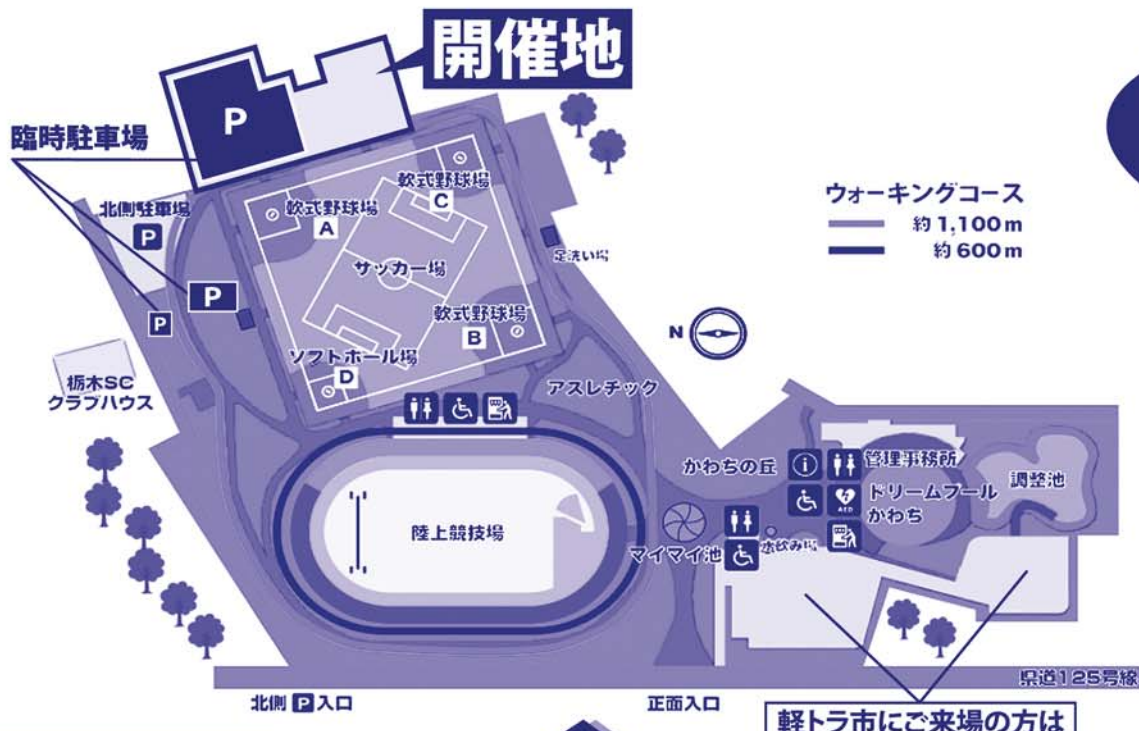 開催地
P
臨時駐車場
北側駐車場
P
軟式野球場
A
軟式野球場
C
サッカー場
足洗い場
P
P
軟式野球場
B
ソフトボール場
D
栃木SC
クラブハウス
アスレチック
ウォーキングコース
約1,100m
約600m
N
陸上競技場
かわちの丘
管理事務所
AED
ドリームプール
かわち
調整池
マイマイ池
水飲み場
県道125号線
北側 P 入口
正面入口
軽トラ市にご来場の方は